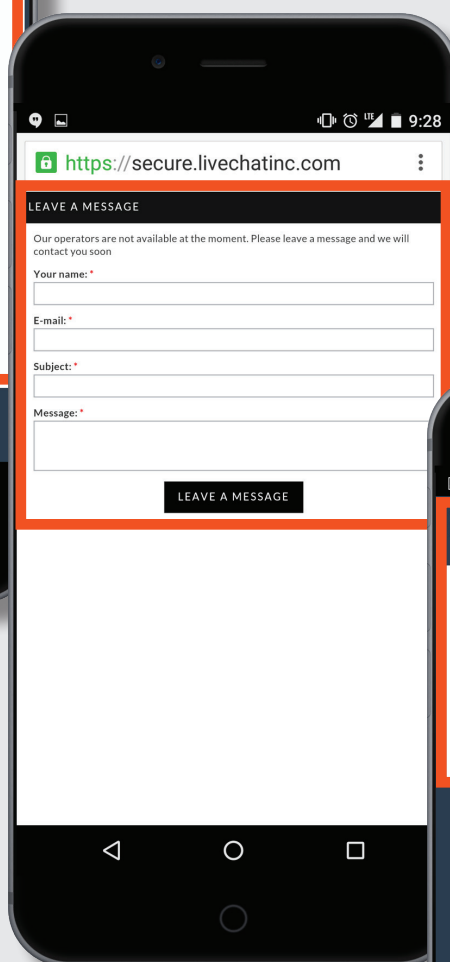 LTE 9:28
https://secure.livechatinc.com
LEAVE A MESSAGE
Our operators are not available at the moment. Please leave a message and we will
contact you soon
Your name: *
E-mail: *
Subject: *
Message: *
LEAVE A MESSAGE